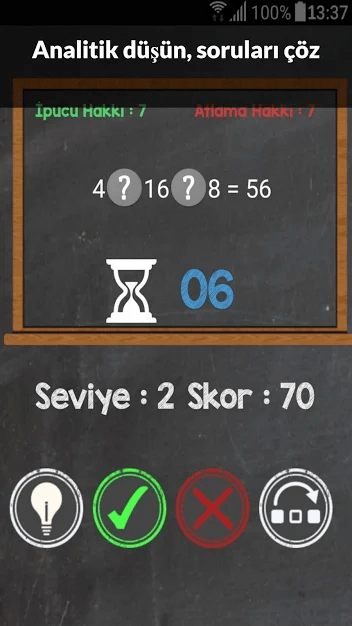 100% 13:37
Analitik düşün, soruları çöz
İpucu Hakkı : 7 Atlama Hakkı : 7
4 ? 16 ? 8 = 56
06
Seviye : 2 Skor : 70